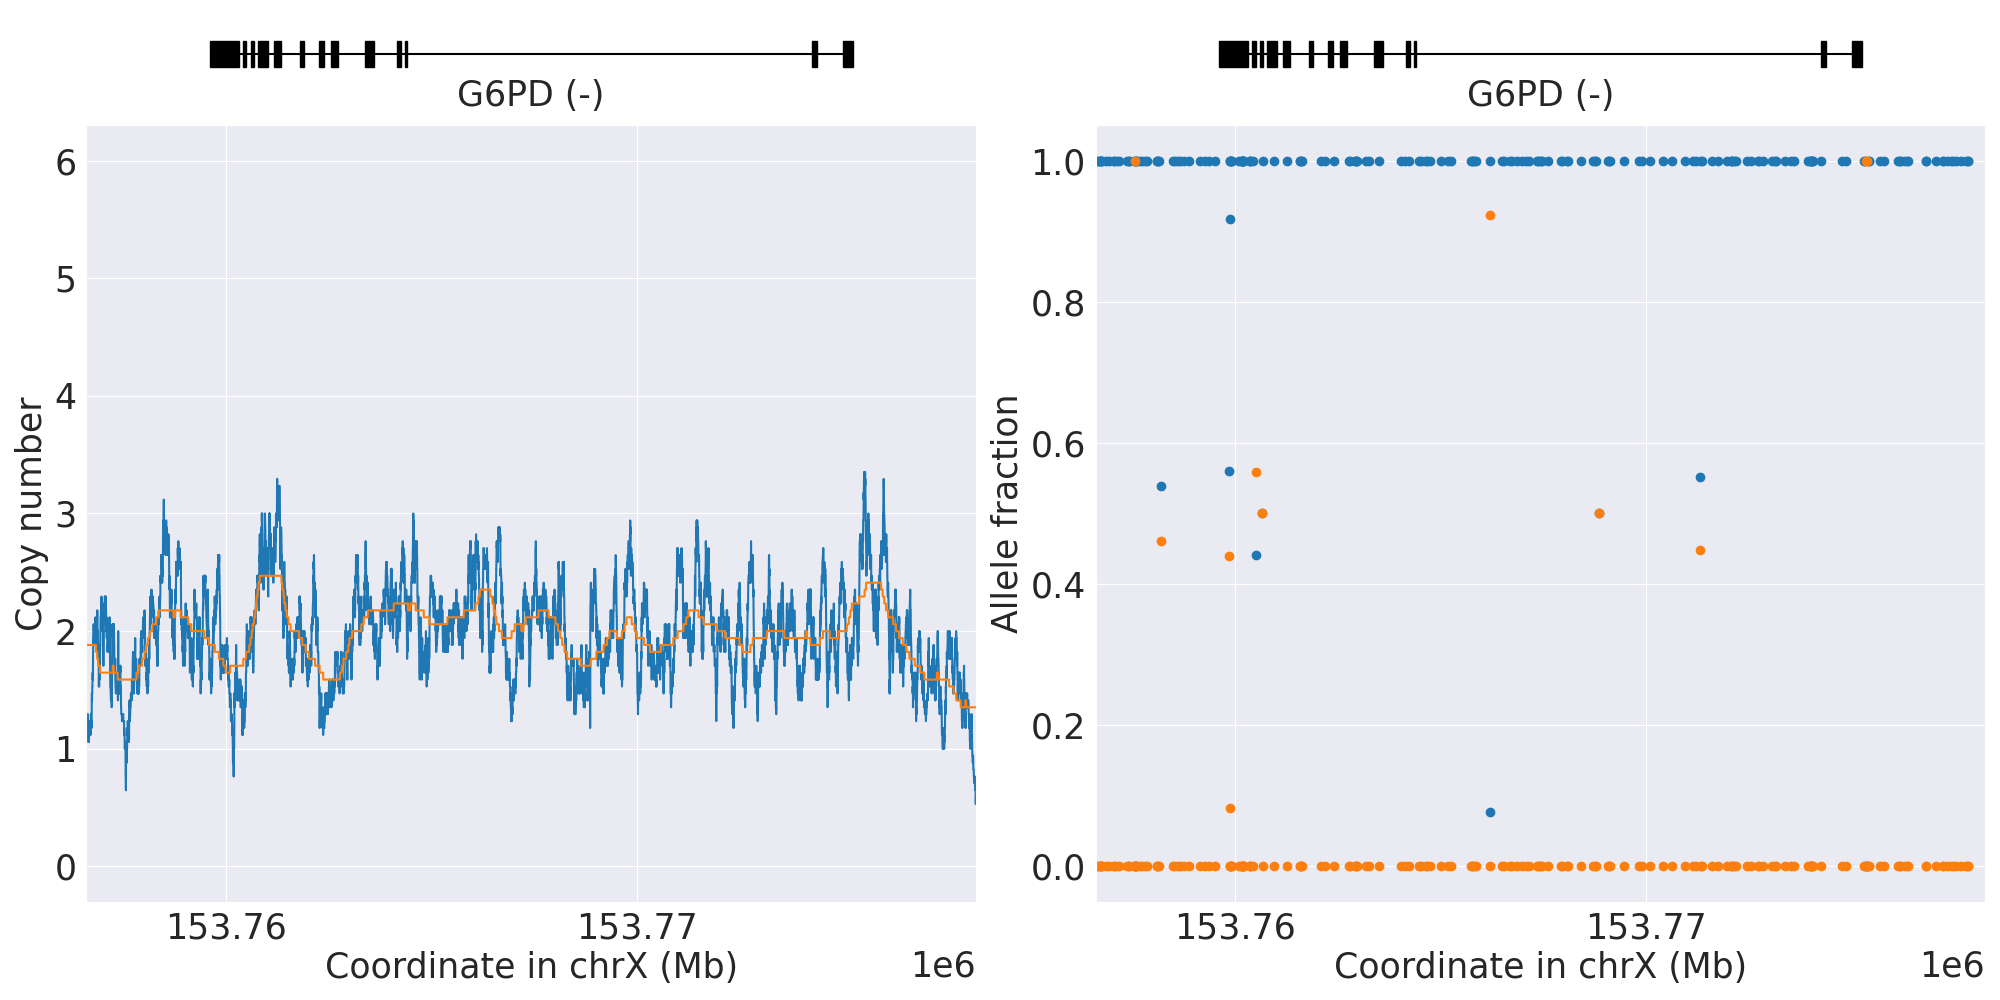 G6PD (-)
6
5
4
3
2
1
0
Copy number
153.76
153.77
Coordinate in chrX (Mb)
1e6
G6PD (-)
1.0
0.8
0.6
0.4
0.2
0.0
Allele fraction
153.76
153.77
Coordinate in chrX (Mb)
1e6